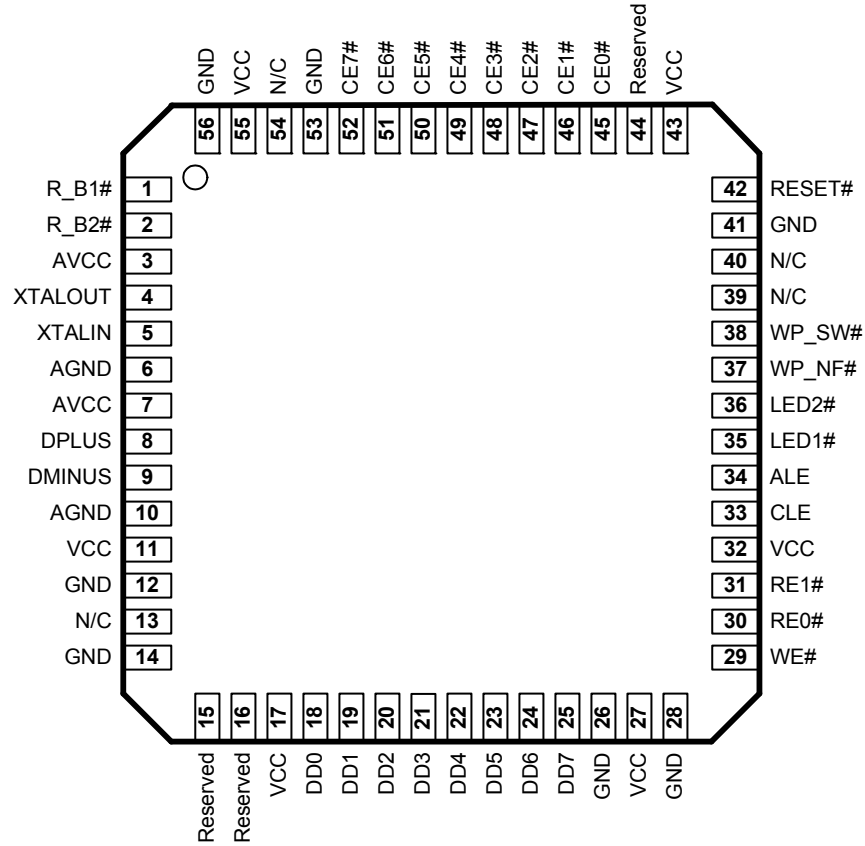 GND VCC N/C GND CE7# CE6# CE5# CE4# CE3# CE2# CE1# CE0# Reserved VCC
56 55 54 53 52 51 50 49 48 47 46 45 44 43
R_B1# 1 42 RESET#
R_B2# 2 41 GND
AVCC 3 40 N/C
XTALOUT 4 39 N/C
XTALIN 5 38 WP_SW#
AGND 6 37 WP_NF#
AVCC 7 36 LED2#
DPLUS 8 35 LED1#
DMINUS 9 34 ALE
AGND 10 33 CLE
VCC 11 32 VCC
GND 12 31 RE1#
N/C 13 30 RE0#
GND 14 29 WE#
15 16 17 18 19 20 21 22 23 24 25 26 27 28
Reserved Reserved VCC DD0 DD1 DD2 DD3 DD4 DD5 DD6 DD7 GND VCC GND